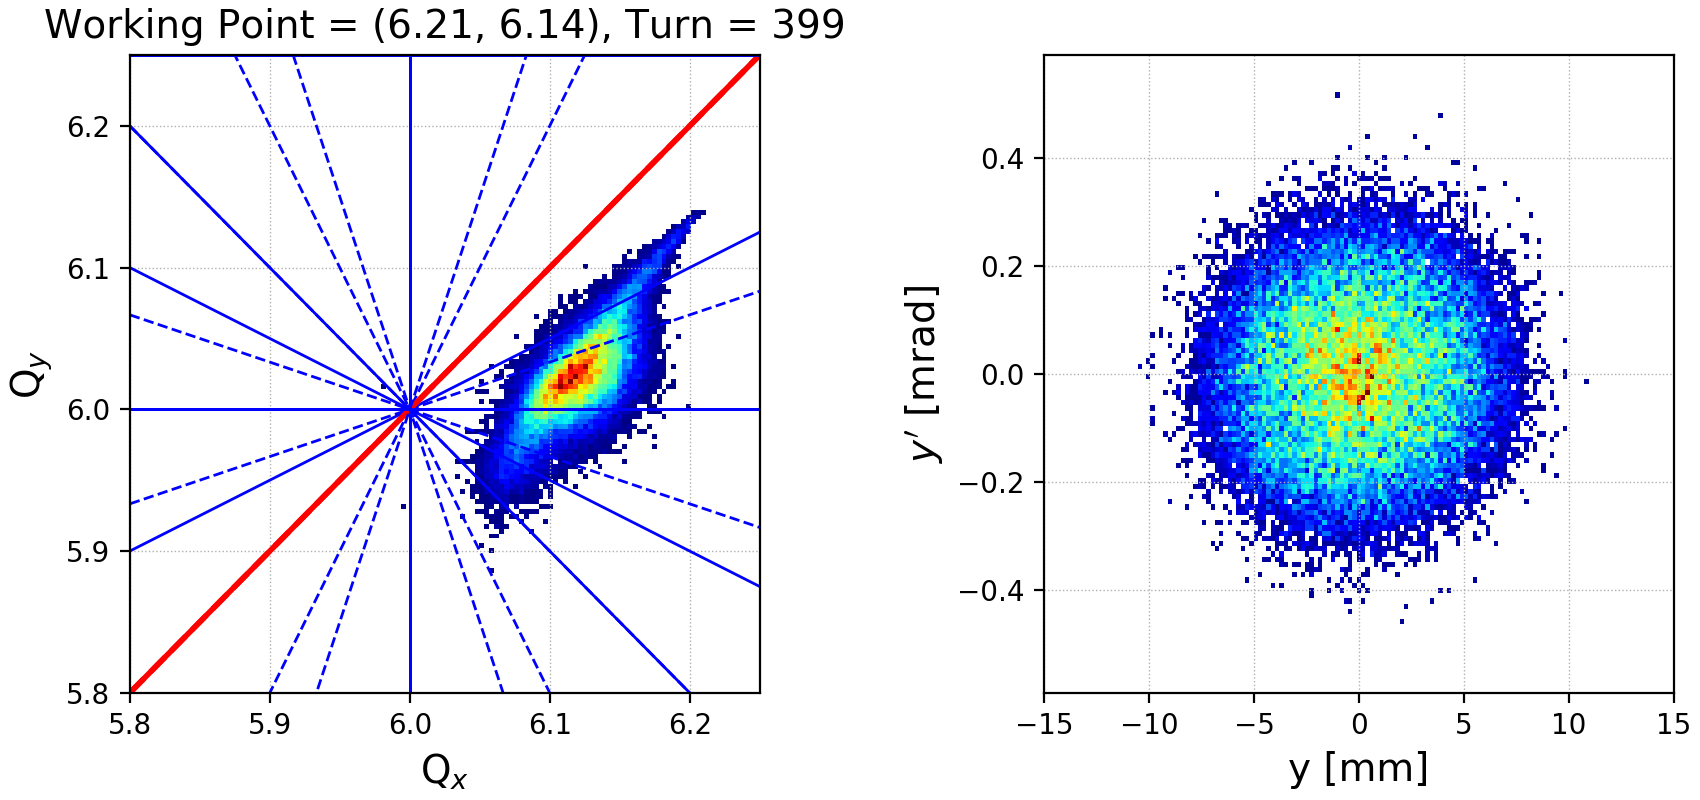 Working Point = (6.21, 6.14), Turn = 399
6.2
6.1
6.0
5.9
5.8
Q_y
5.8 5.9 6.0 6.1 6.2
Q_x
0.4
0.2
0.0
−0.2
−0.4
y′ [mrad]
−15 −10 −5 0 5 10 15
y [mm]